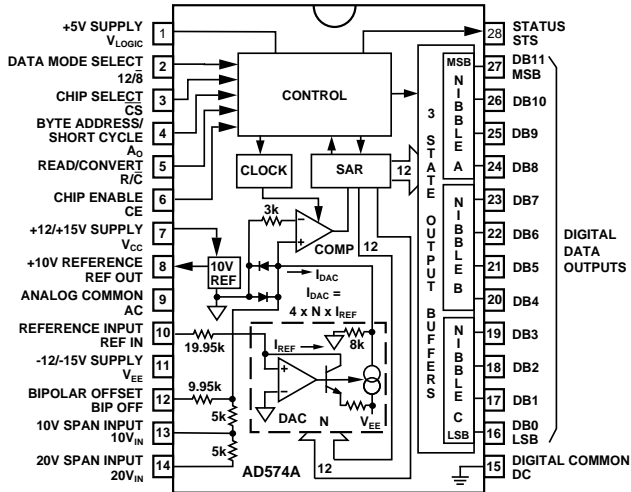 +5V SUPPLY
VLOGIC
1
DATA MODE SELECT
12/8̅
2
CHIP SELECT
C̅S̅
3
BYTE ADDRESS/
SHORT CYCLE
AO
4
READ/CONVERT
R/C̅
5
CHIP ENABLE
CE
6
+12/+15V SUPPLY
VCC
7
+10V REFERENCE
REF OUT
8
ANALOG COMMON
AC
9
REFERENCE INPUT
REF IN
10
-12/-15V SUPPLY
VEE
11
BIPOLAR OFFSET
BIP OFF
12
10V SPAN INPUT
10VIN
13
20V SPAN INPUT
20VIN
14
CONTROL
CLOCK
SAR
12
3k
COMP
12
10V
REF
IDAC
IDAC =
4 x N x IREF
19.95k
IREF
8k
9.95k
5k
5k
DAC
N
VEE
12
AD574A
3 STATE OUTPUT BUFFERS
MSB
NIBBLE A
NIBBLE B
NIBBLE C
LSB
28
STATUS
STS
27
DB11
MSB
26
DB10
25
DB9
24
DB8
23
DB7
22
DB6
21
DB5
20
DB4
19
DB3
18
DB2
17
DB1
16
DB0
LSB
15
DIGITAL COMMON
DC
DIGITAL
DATA
OUTPUTS